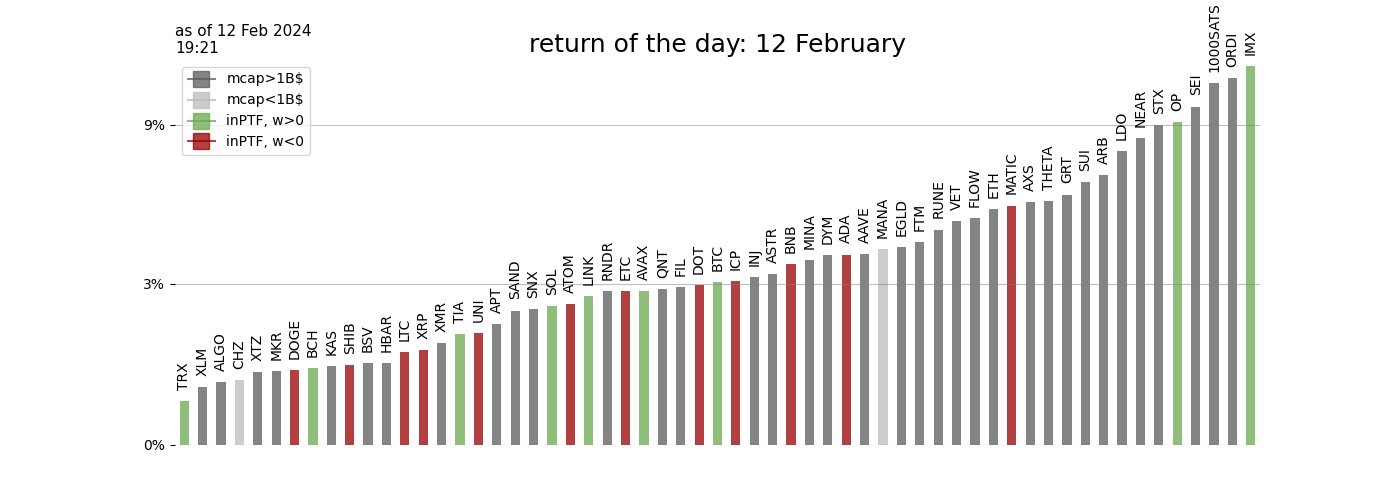 as of 12 Feb 2024
19:21
return of the day: 12 February
mcap>1B$
mcap<1B$
inPTF, w>0
inPTF, w<0
9%
3%
0%
TRX
XLM
ALGO
CHZ
XTZ
MKR
DOGE
BCH
KAS
SHIB
BSV
HBAR
LTC
XRP
XMR
TIA
UNI
APT
SAND
SNX
SOL
ATOM
LINK
RNDR
ETC
AVAX
QNT
FIL
DOT
BTC
ICP
INJ
ASTR
BNB
MINA
DYM
ADA
AAVE
MANA
EGLD
FTM
RUNE
VET
FLOW
ETH
MATIC
AXS
THETA
GRT
SUI
ARB
LDO
NEAR
STX
OP
SEI
1000SATS
ORDI
IMX